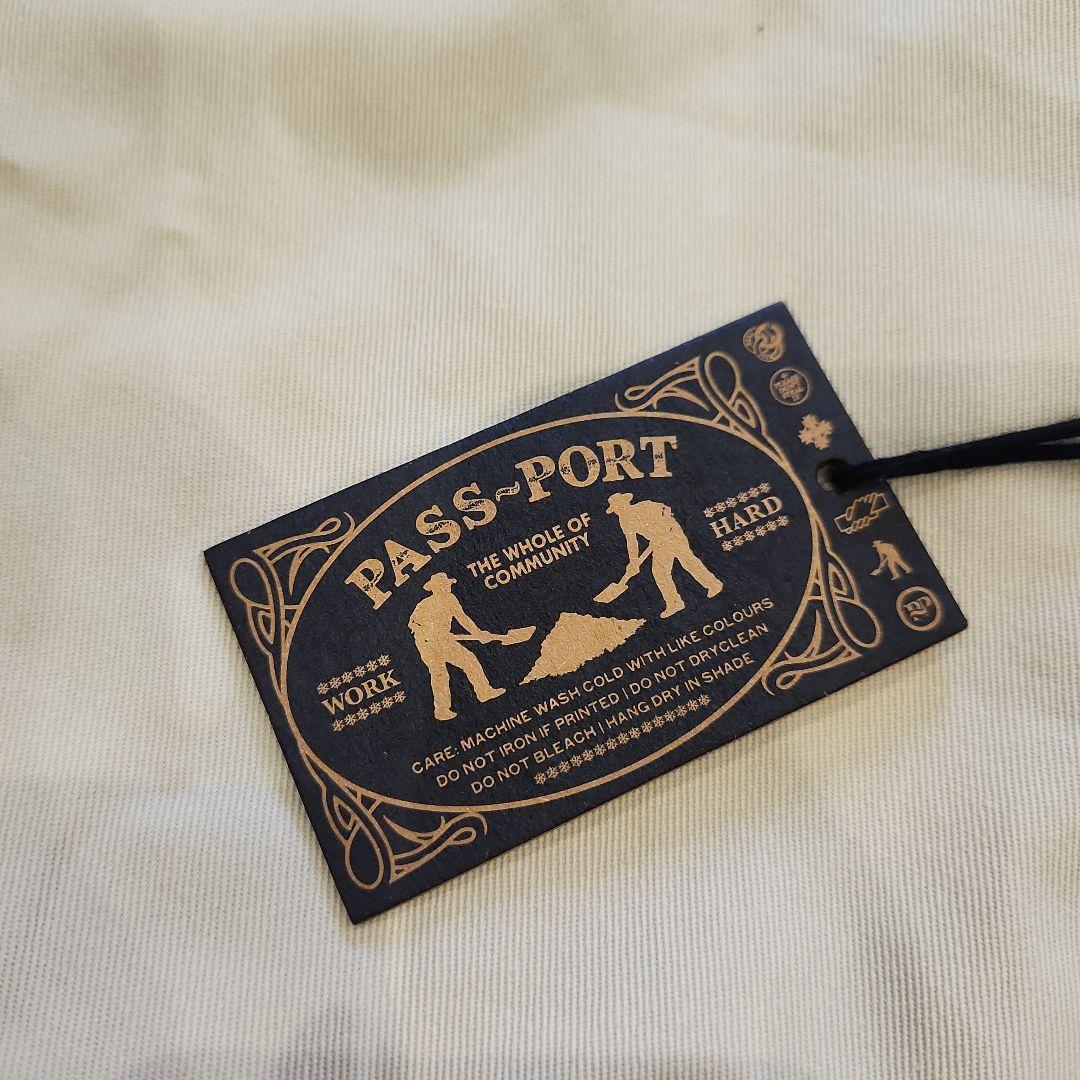 PASS~PORT
THE WHOLE OF
COMMUNITY
WORK
HARD
CARE: MACHINE WASH COLD WITH LIKE COLOURS
DO NOT IRON IF PRINTED | DO NOT DRYCLEAN
DO NOT BLEACH | HANG DRY IN SHADE